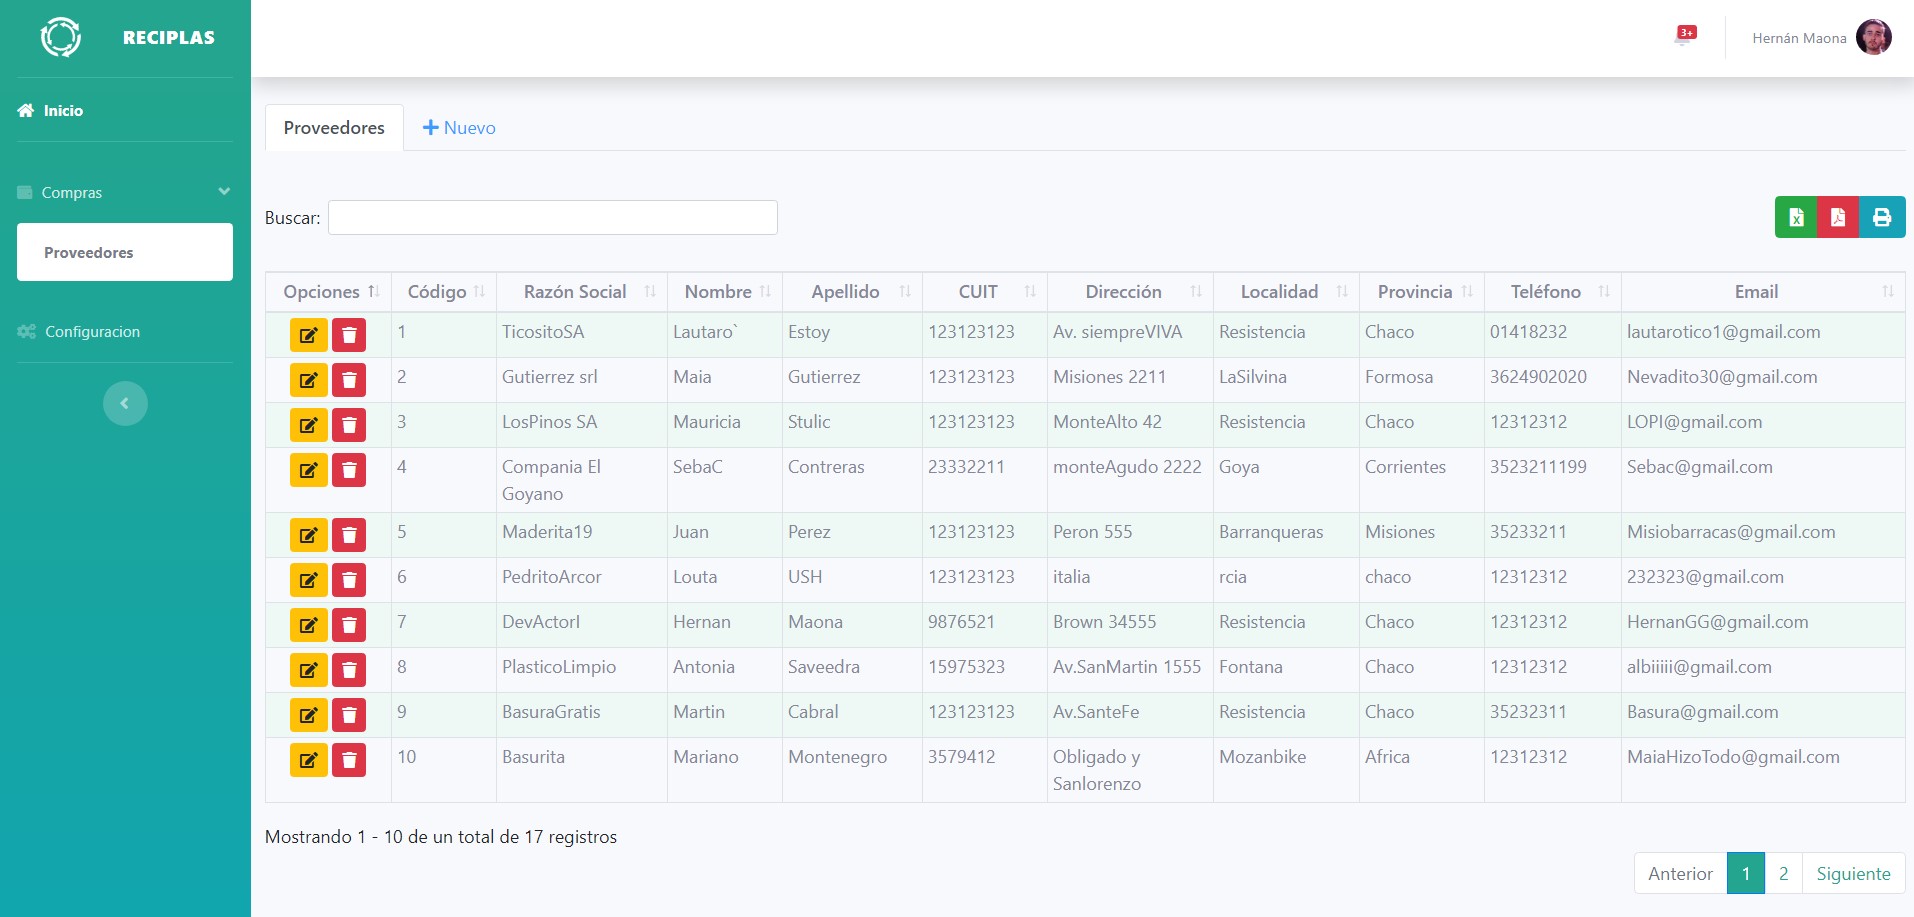 RECIPLAS
3+
Hernán Maona
Inicio
Compras
Proveedores
Configuracion
Proveedores
Nuevo
Buscar:
Opciones Código Razón Social Nombre Apellido CUIT Dirección Localidad Provincia Teléfono Email
1 TicositoSA Lautaro` Estoy 123123123 Av. siempreVIVA Resistencia Chaco 01418232 lautarotico1@gmail.com
2 Gutierrez srl Maia Gutierrez 123123123 Misiones 2211 LaSilvina Formosa 3624902020 Nevadito30@gmail.com
3 LosPinos SA Mauricia Stulic 123123123 MonteAlto 42 Resistencia Chaco 12312312 LOPI@gmail.com
4 Compania El SebaC Contreras 23332211 monteAgudo 2222 Goya Corrientes 3523211199 Sebac@gmail.com
Goyano
5 Maderita19 Juan Perez 123123123 Peron 555 Barranqueras Misiones 35233211 Misiobarracas@gmail.com
6 PedritoArcor Louta USH 123123123 italia rcia chaco 12312312 232323@gmail.com
7 DevActorI Hernan Maona 9876521 Brown 34555 Resistencia Chaco 12312312 HernanGG@gmail.com
8 PlasticoLimpio Antonia Saveedra 15975323 Av.SanMartin 1555 Fontana Chaco 12312312 albiiiii@gmail.com
9 BasuraGratis Martin Cabral 123123123 Av.SanteFe Resistencia Chaco 35232311 Basura@gmail.com
10 Basurita Mariano Montenegro 3579412 Obligado y Mozanbike Africa 12312312 MaiaHizoTodo@gmail.com
Sanlorenzo
Mostrando 1 - 10 de un total de 17 registros
Anterior 1 2 Siguiente